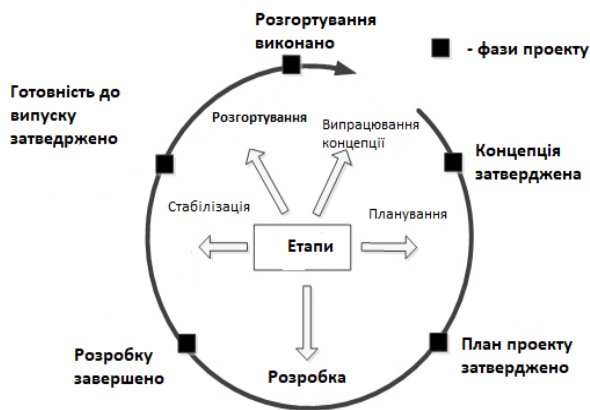 Розгортування
виконано
- фази проекту
Готовність до
випуску
затведржено
Розгортування
Випрацювання
концепції
Концепція
затверджена
Стабілізація
Планування
Етапи
Розробку
завершено
Розробка
План проекту
затверджено